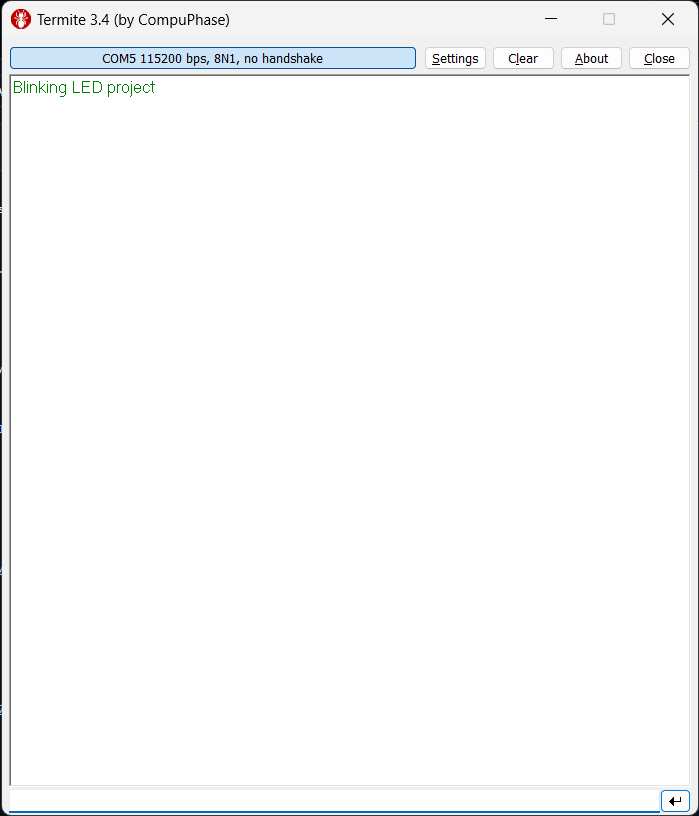 Termite 3.4 (by CompuPhase)
COM5 115200 bps, 8N1, no handshake Settings Clear About Close
Blinking LED project